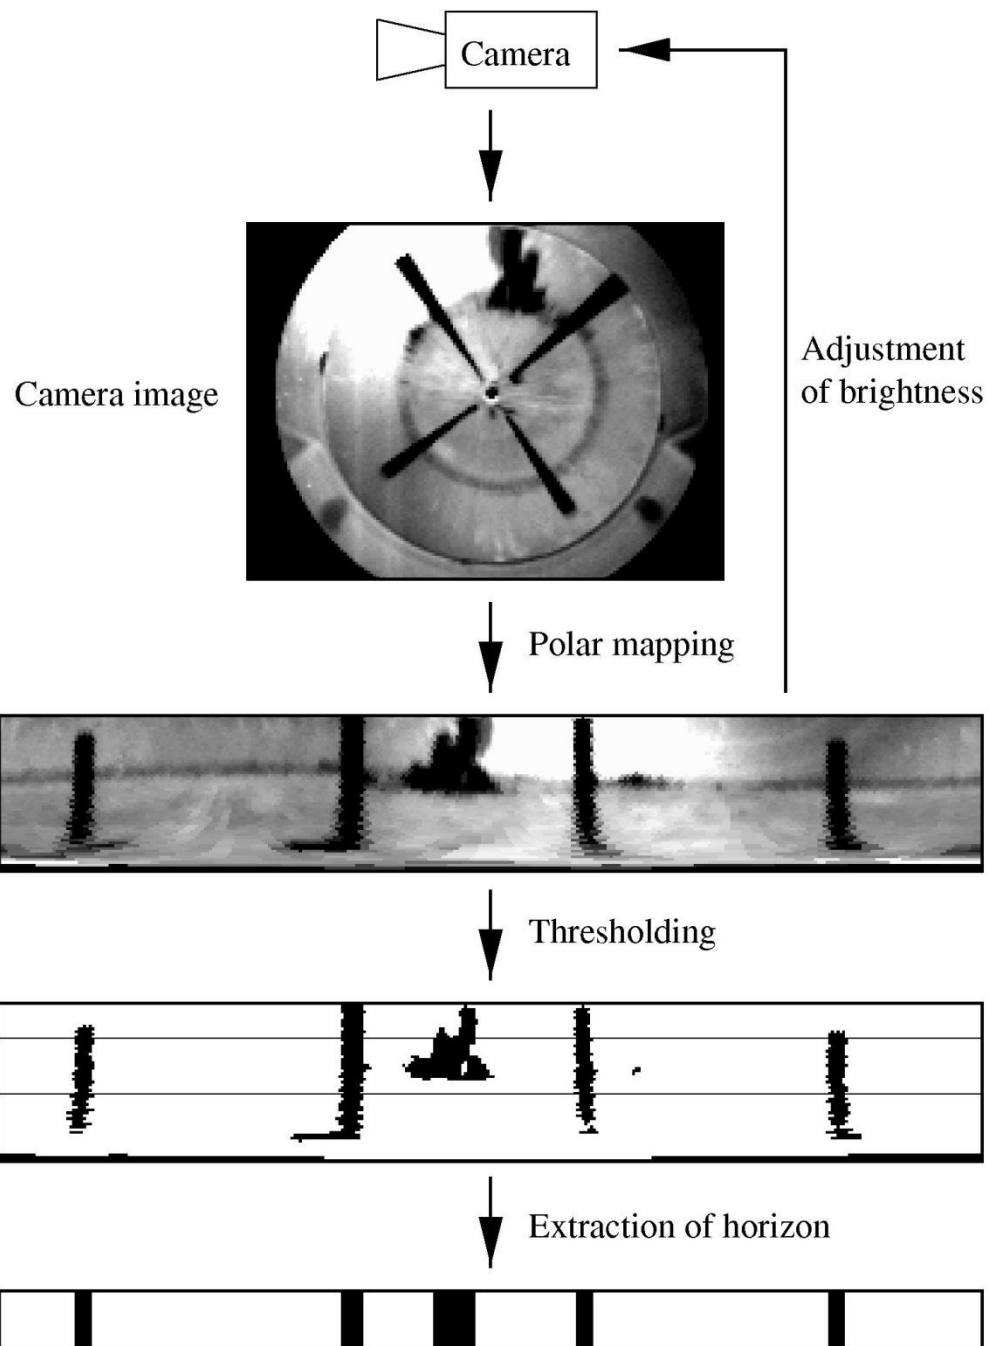 Camera
Camera image
Adjustment
of brightness
Polar mapping
Thresholding
Extraction of horizon